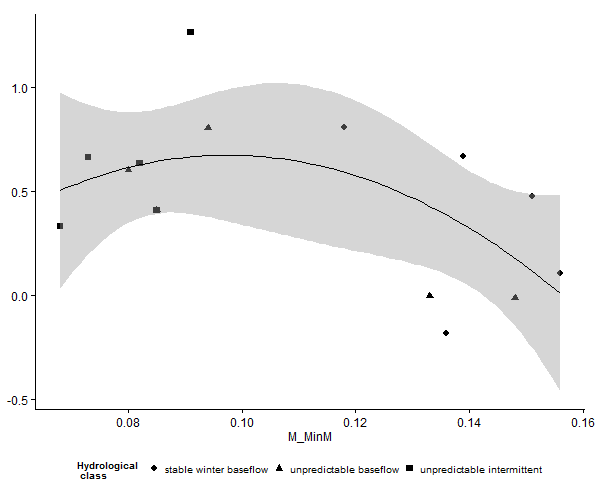 1.0
0.5
0.0
-0.5
0.08 0.10 0.12 0.14 0.16
M_MinM
Hydrological
class
stable winter baseflow unpredictable baseflow unpredictable intermittent